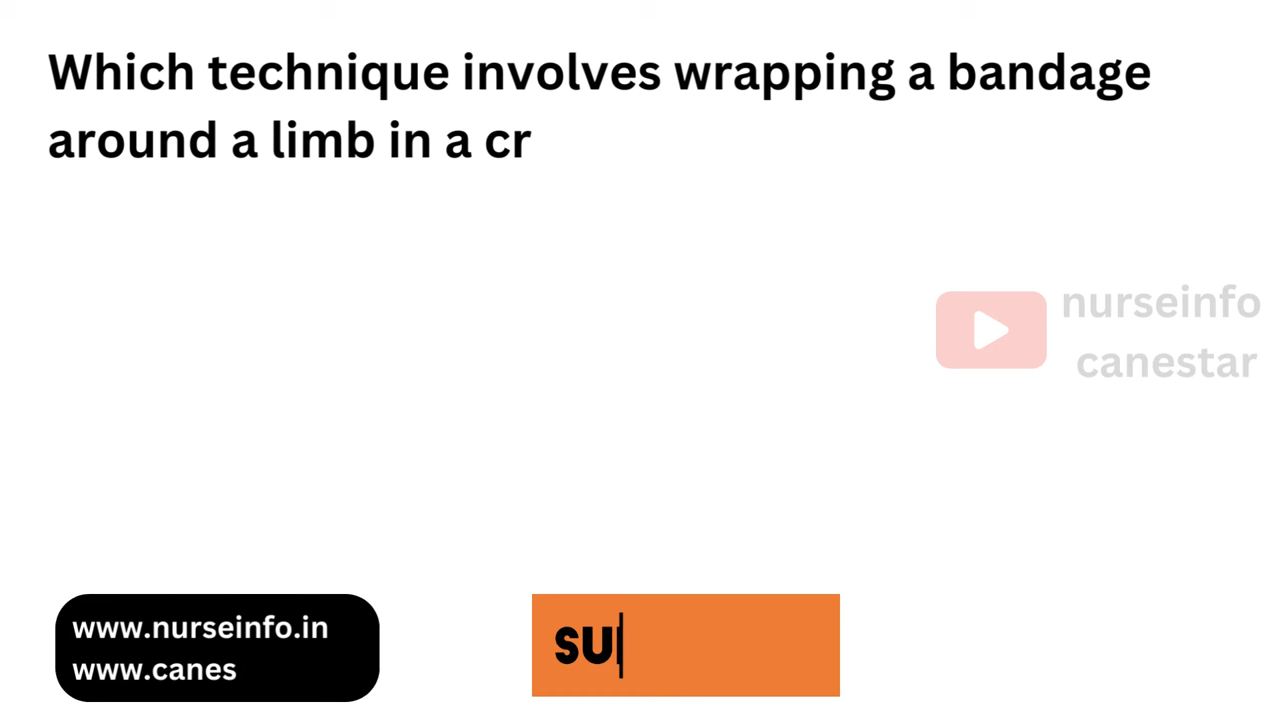 Which technique involves wrapping a bandage
around a limb in a cr
nurseinfo
canestar
www.nurseinfo.in
www.canes
SU